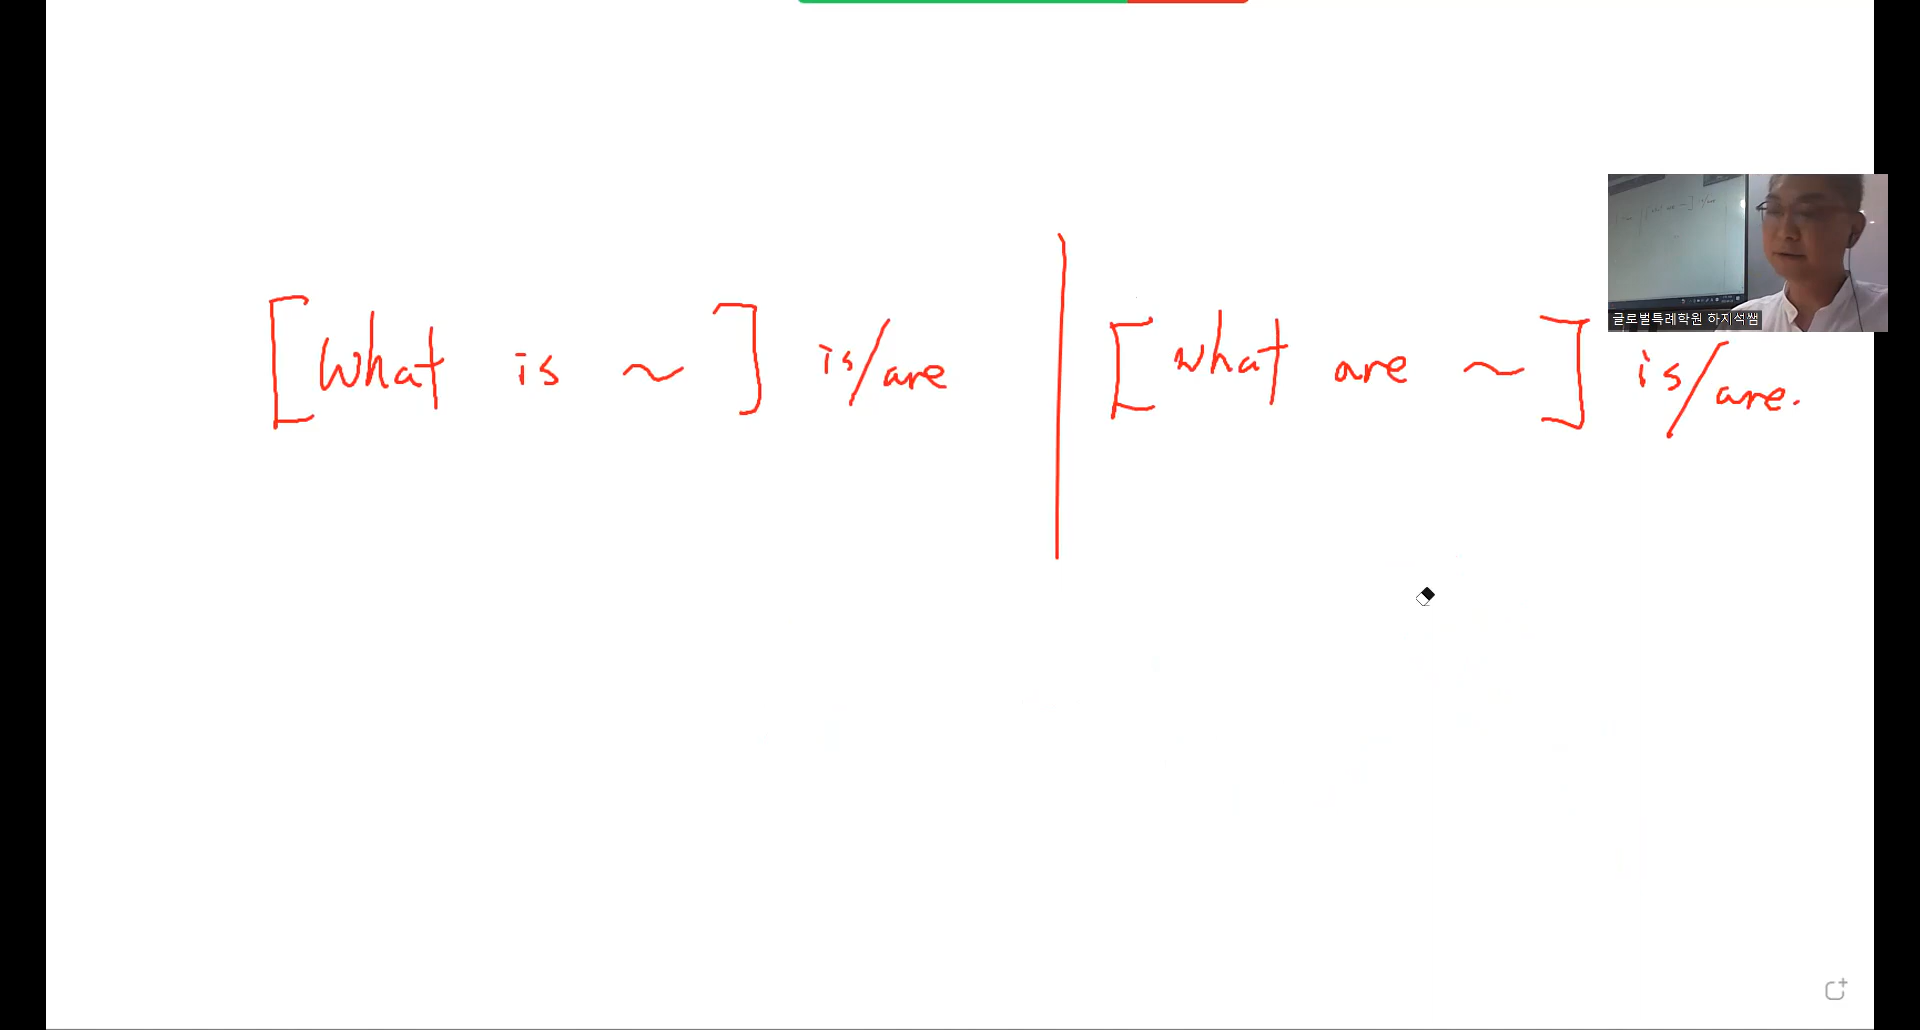 [What is ~] is/are | [what are ~] is/are.
글로벌특례학원 하지석쌤